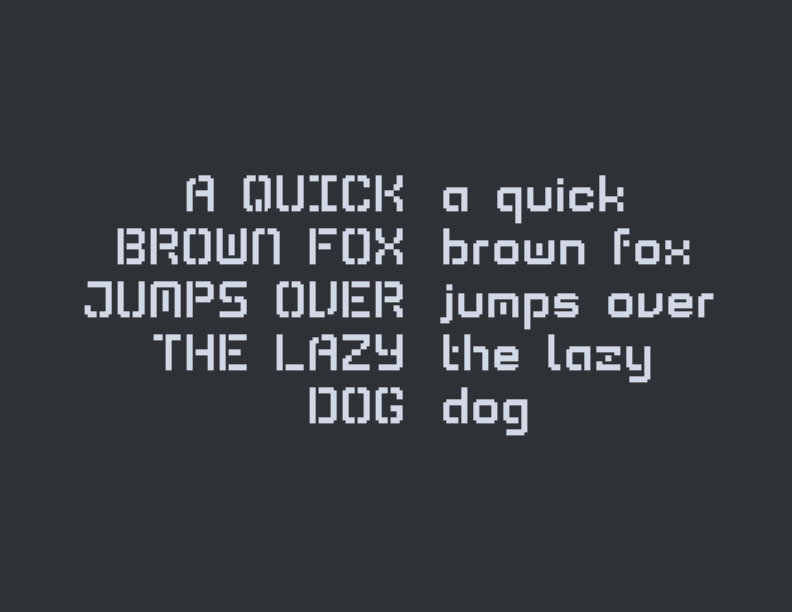 A QUICK
BROWN FOX
JUMPS OVER
THE LAZY
DOG
a quick
brown fox
jumps over
the lazy
dog